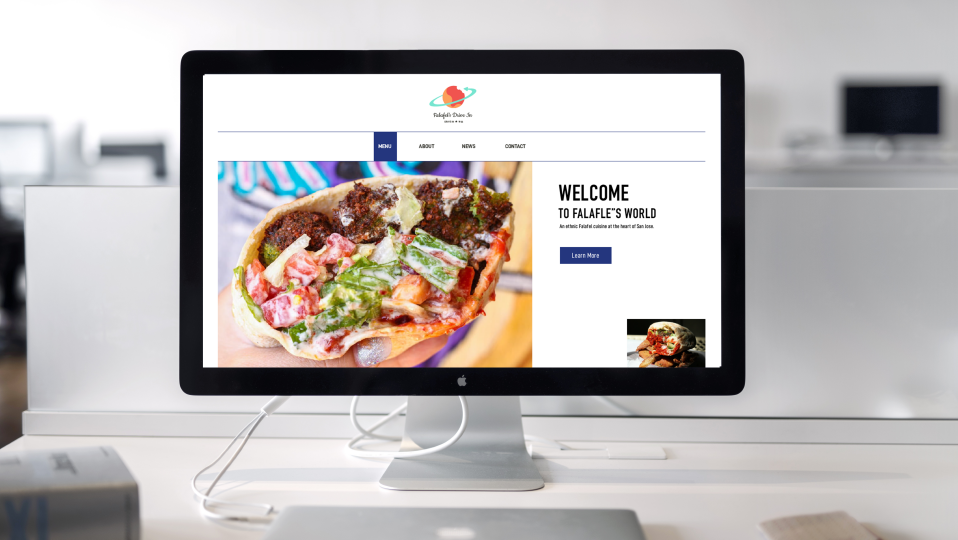 Falafel's Drive In
MENU
ABOUT
NEWS
CONTACT
WELCOME
TO FALAFLE"S WORLD
An ethnic Falafel cuisine at the heart of San Jose.
Learn More
XI